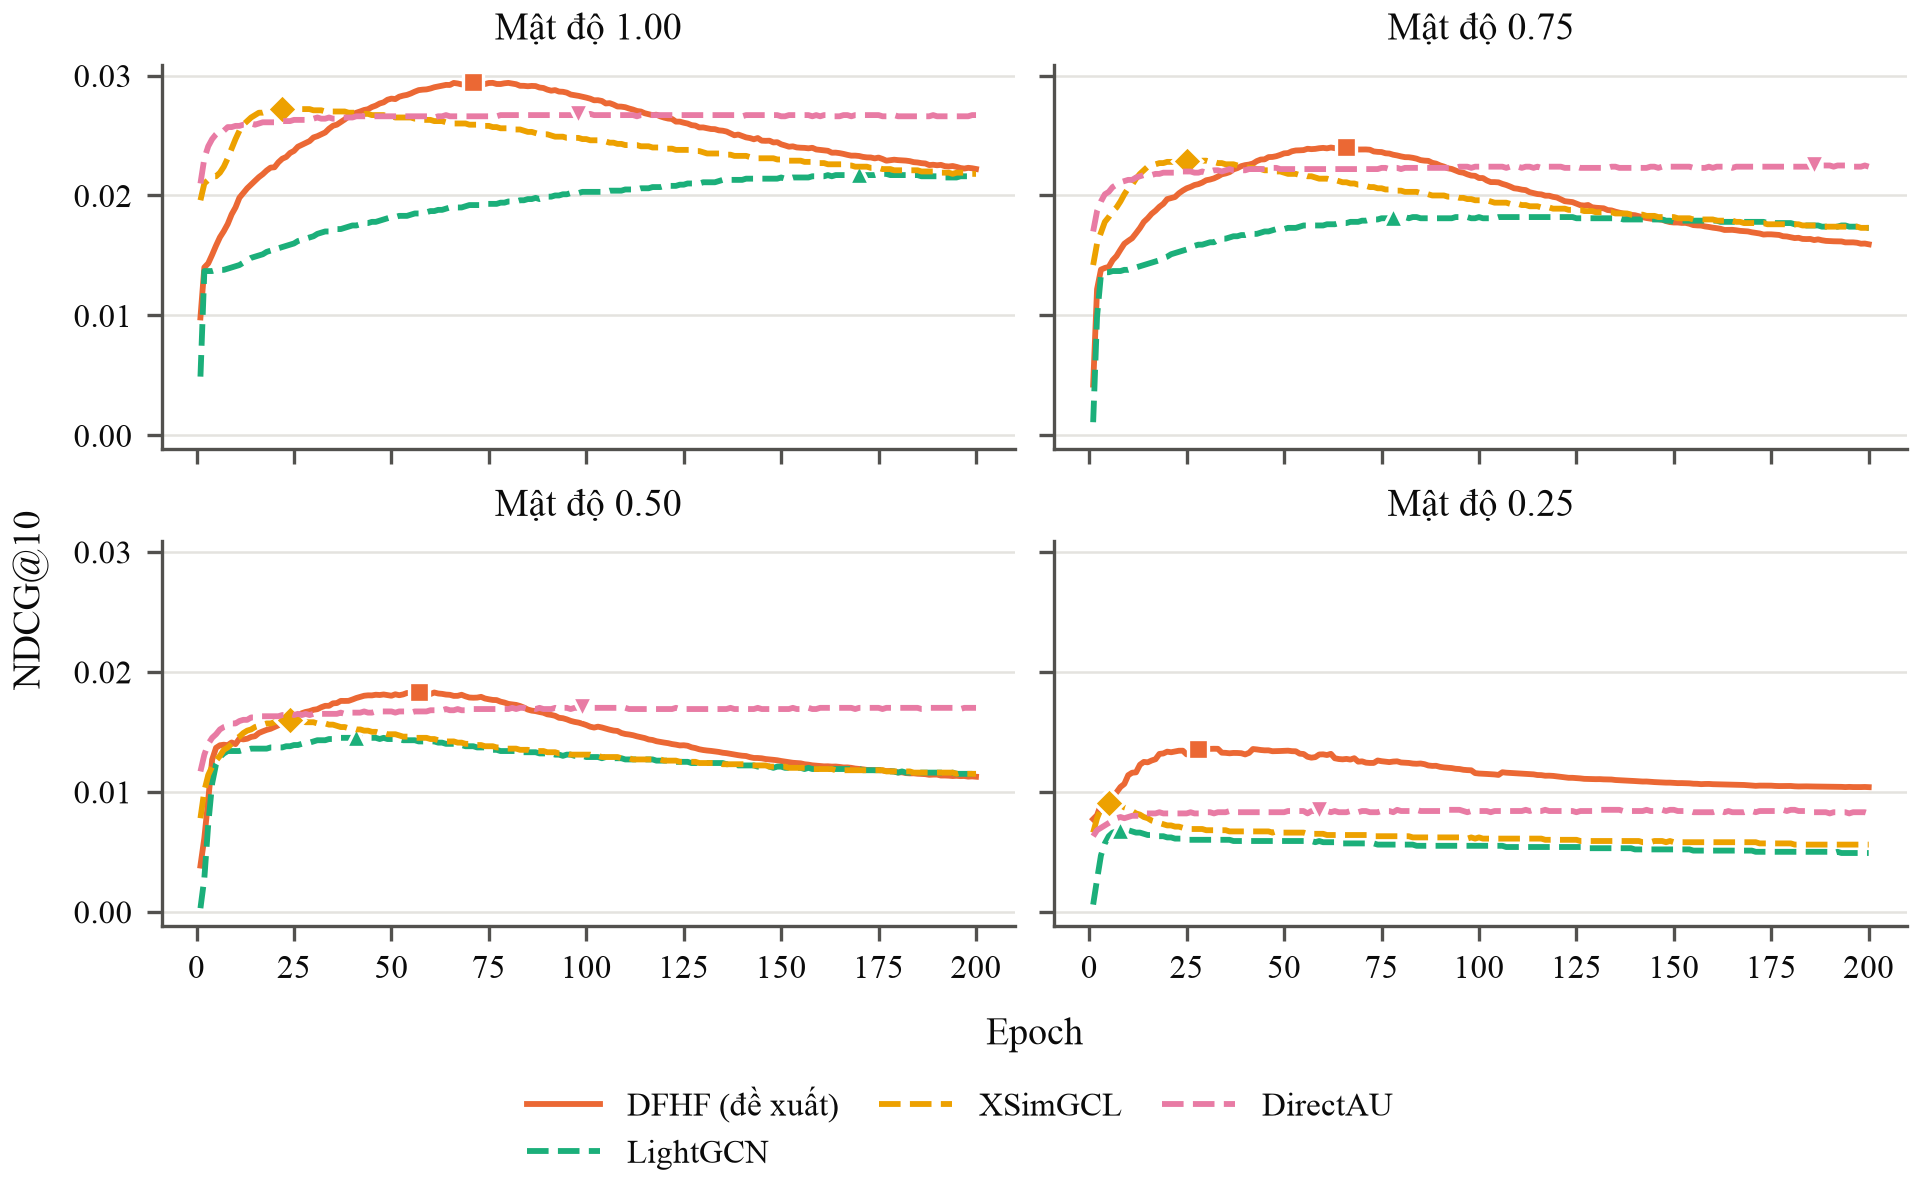 Mật độ 1.00
Mật độ 0.75
0.03
0.02
0.01
0.00
Mật độ 0.50
Mật độ 0.25
NDCG@10
0.03
0.02
0.01
0.00
0 25 50 75 100 125 150 175 200
0 25 50 75 100 125 150 175 200
Epoch
DFHF (đề xuất) XSimGCL DirectAU
LightGCN